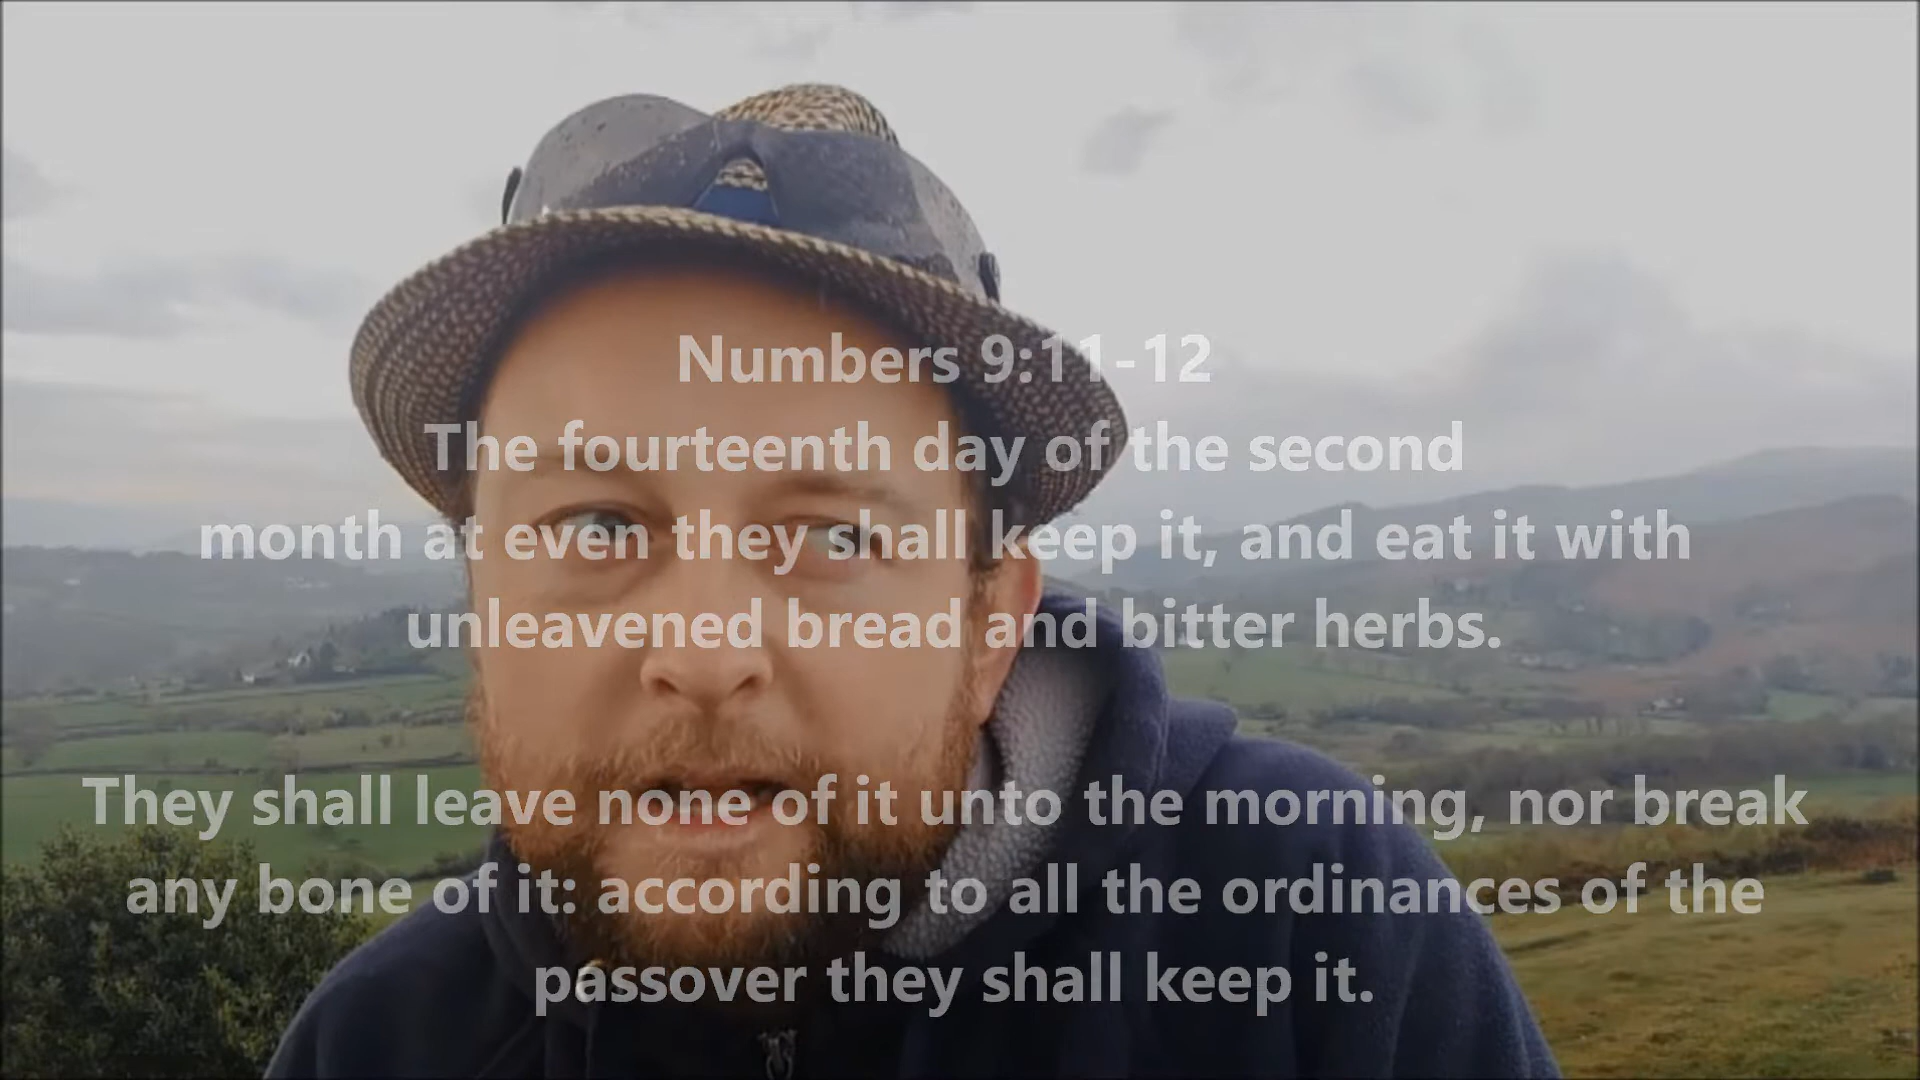 Numbers 9:11-12
The fourteenth day of the second
month at even they shall keep it, and eat it with
unleavened bread and bitter herbs.
They shall leave none of it unto the morning, nor break
any bone of it: according to all the ordinances of the
passover they shall keep it.